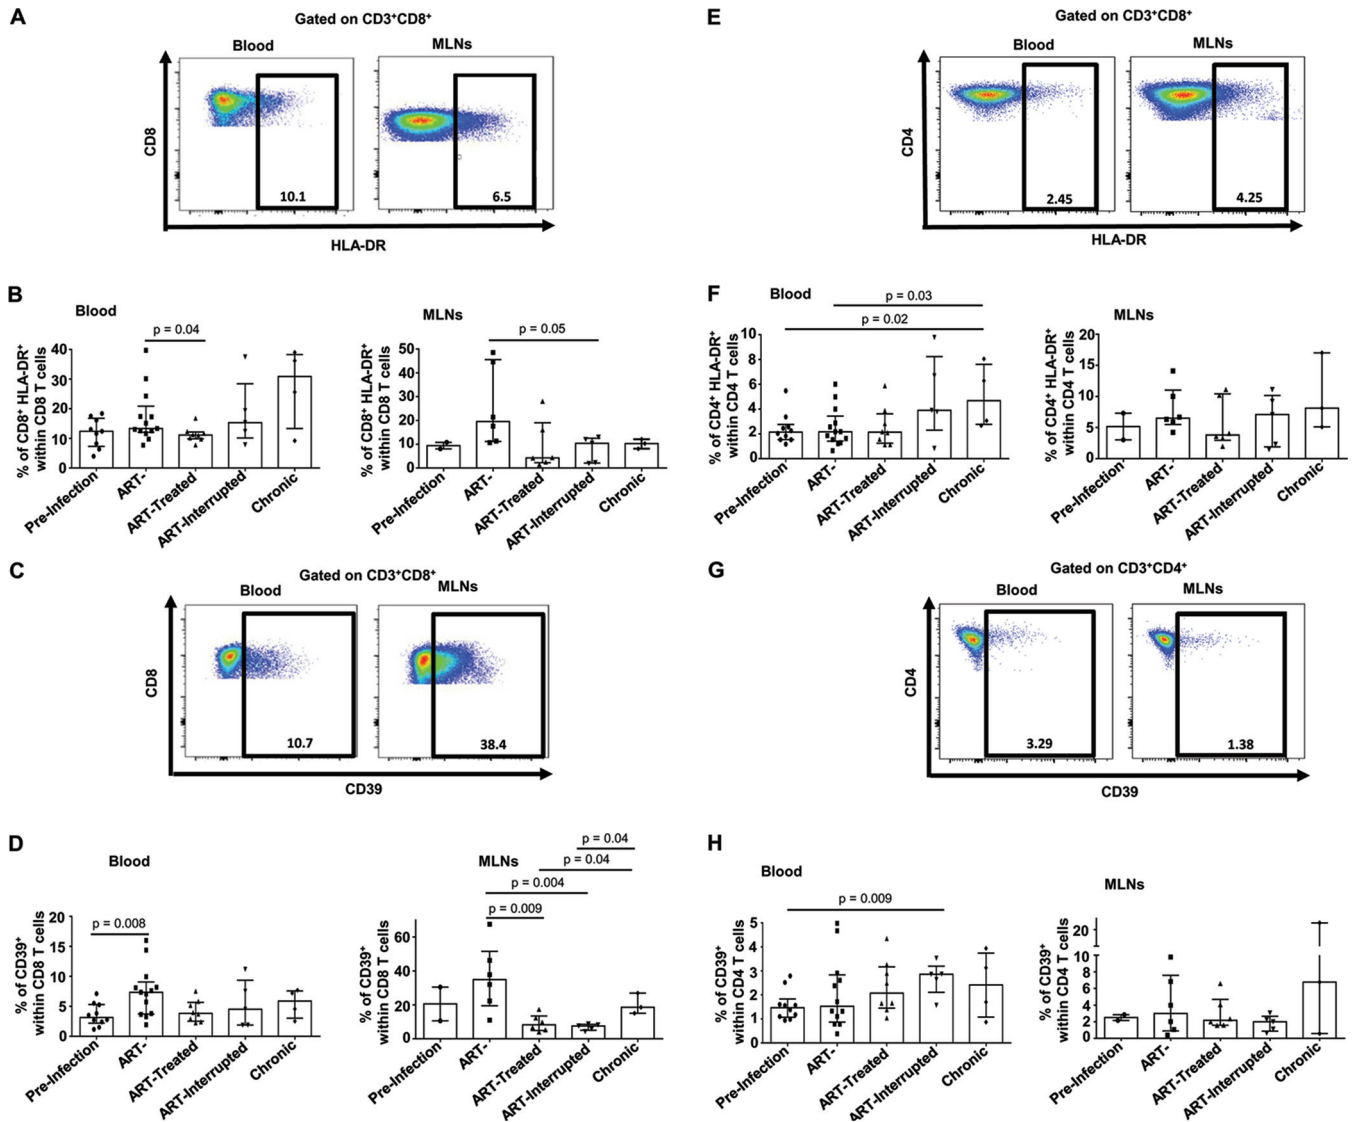 A
Gated on CD3⁺CD8⁺
Blood
MLNs
CD8
10.1
6.5
HLA-DR
B
Blood
p = 0.04
% of CD8⁺ HLA-DR⁺
within CD8 T cells
40
30
20
10
0
Pre-Infection
ART-
ART-Treated
ART-Interrupted
Chronic
MLNs
p = 0.05
% of CD8⁺ HLA-DR⁺
within CD8 T cells
50
40
30
20
10
0
Pre-Infection
ART-
ART-Treated
ART-Interrupted
Chronic
C
Gated on CD3⁺CD8⁺
Blood
MLNs
CD8
10.7
38.4
CD39
D
Blood
p = 0.008
% of CD39⁺
within CD8 T cells
20
15
10
5
0
Pre-Infection
ART-
ART-Treated
ART-Interrupted
Chronic
MLNs
p = 0.04
p = 0.04
p = 0.004
p = 0.009
% of CD39⁺
within CD8 T cells
60
40
20
0
Pre-Infection
ART-
ART-Treated
ART-Interrupted
Chronic
E
Gated on CD3⁺CD8⁺
Blood
MLNs
CD4
2.45
4.25
HLA-DR
F
Blood
p = 0.03
p = 0.02
% of CD4⁺ HLA-DR⁺
within CD4 T cells
10
8
6
4
2
0
Pre-Infection
ART-
ART-Treated
ART-Interrupted
Chronic
MLNs
% of CD4⁺ HLA-DR⁺
within CD4 T cells
20
15
10
5
0
Pre-Infection
ART-
ART-Treated
ART-Interrupted
Chronic
G
Gated on CD3⁺CD4⁺
Blood
MLNs
CD4
3.29
1.38
CD39
H
Blood
p = 0.009
% of CD39⁺
within CD4 T cells
5
4
3
2
1
0
Pre-Infection
ART-
ART-Treated
ART-Interrupted
Chronic
MLNs
% of CD39⁺
within CD4 T cells
20
10
8
6
4
2
0
Pre-Infection
ART-
ART-Treated
ART-Interrupted
Chronic